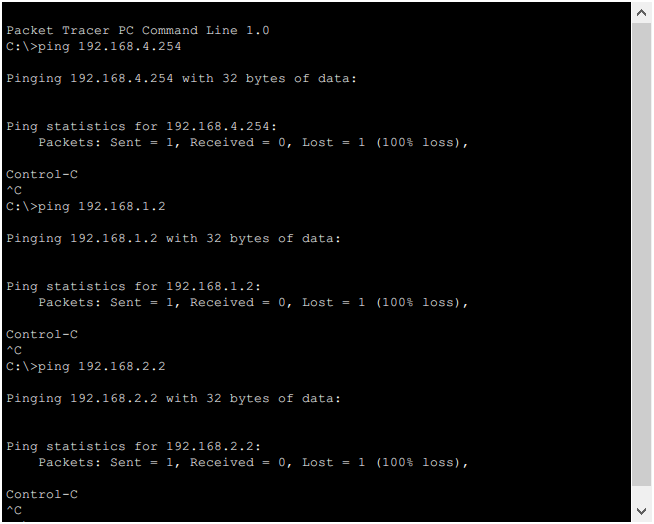 Packet Tracer PC Command Line 1.0
C:\>ping 192.168.4.254
Pinging 192.168.4.254 with 32 bytes of data:
Ping statistics for 192.168.4.254:
Packets: Sent = 1, Received = 0, Lost = 1 (100% loss),
Control-C
^C
C:\>ping 192.168.1.2
Pinging 192.168.1.2 with 32 bytes of data:
Ping statistics for 192.168.1.2:
Packets: Sent = 1, Received = 0, Lost = 1 (100% loss),
Control-C
^C
C:\>ping 192.168.2.2
Pinging 192.168.2.2 with 32 bytes of data:
Ping statistics for 192.168.2.2:
Packets: Sent = 1, Received = 0, Lost = 1 (100% loss),
Control-C
^C